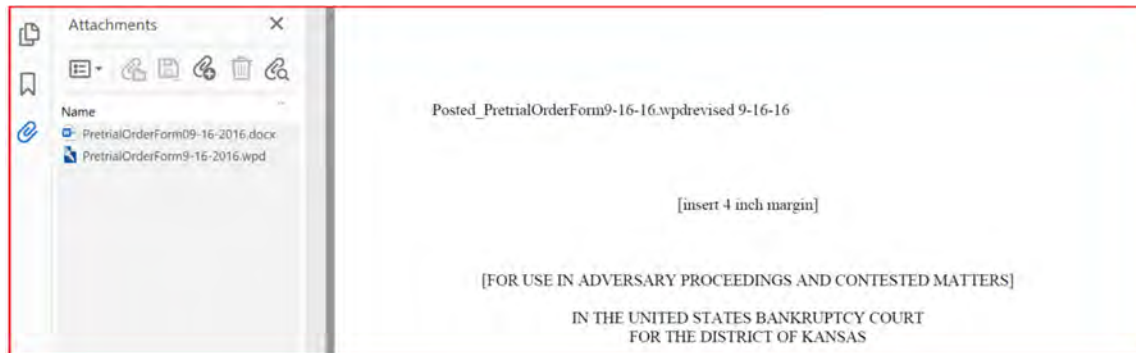 Attachments
Name
PretrialOrderForm09-16-2016.docx
PretrialOrderForm9-16-2016.wpd
Posted_PretrialOrderForm9-16-16.wpdrevised 9-16-16
[insert 4 inch margin]
[FOR USE IN ADVERSARY PROCEEDINGS AND CONTESTED MATTERS]
IN THE UNITED STATES BANKRUPTCY COURT
FOR THE DISTRICT OF KANSAS